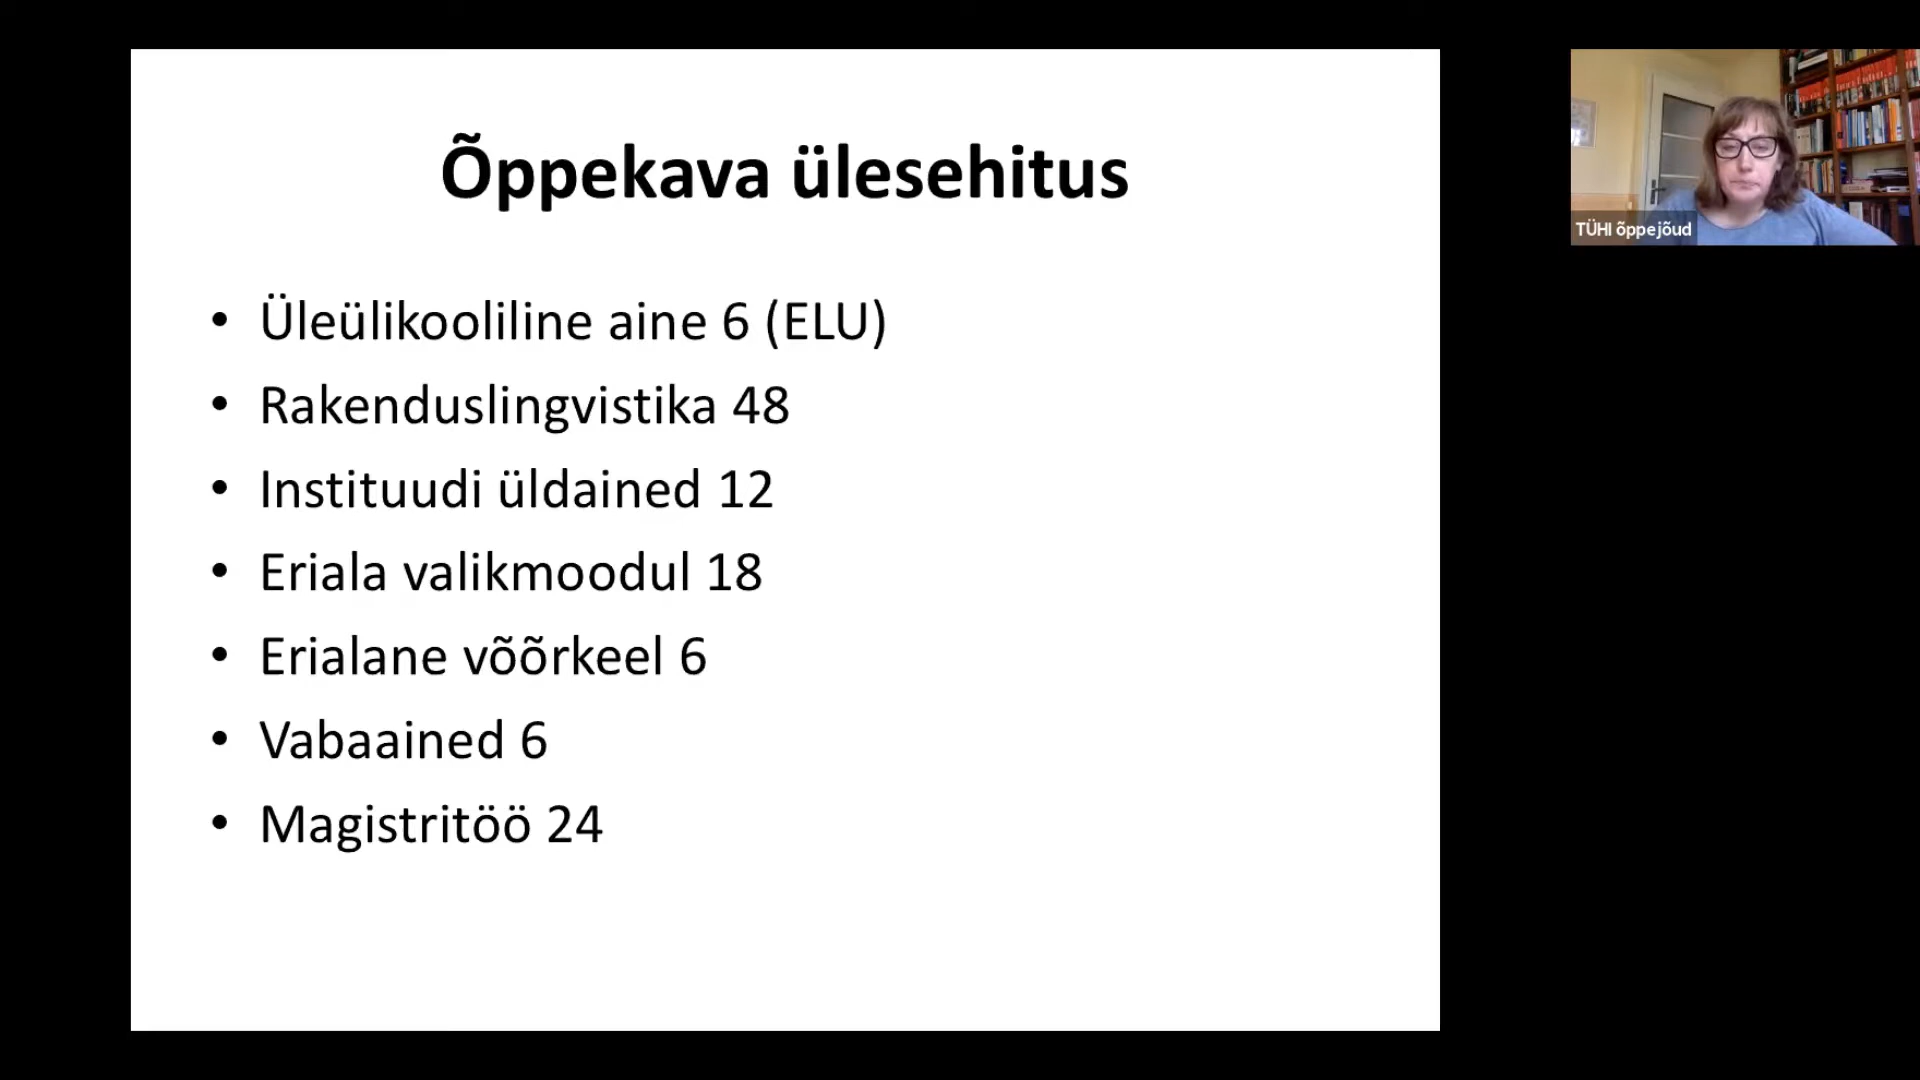 Õppekava ülesehitus
• Üleülikooliline aine 6 (ELU)
• Rakenduslingvistika 48
• Instituudi üldained 12
• Eriala valikmoodul 18
• Erialane võõrkeel 6
• Vabaained 6
• Magistritöö 24
TÜHI õppejõud